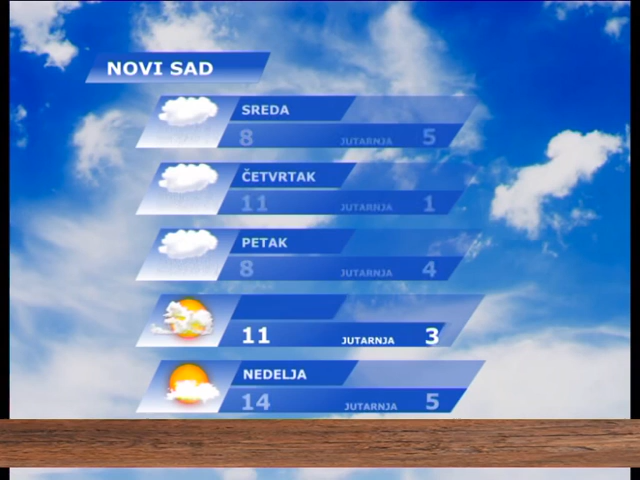 NOVI SAD
SREDA
8 JUTARNJA 5
ČETVRTAK
11 JUTARNJA 1
PETAK
8 JUTARNJA 4
11 JUTARNJA 3
NEDELJA
14 JUTARNJA 5